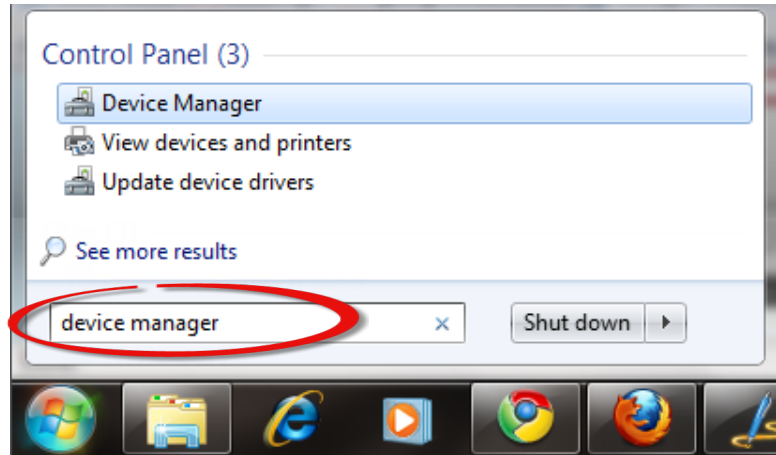 Control Panel (3)
Device Manager
View devices and printers
Update device drivers
See more results
device manager
Shut down